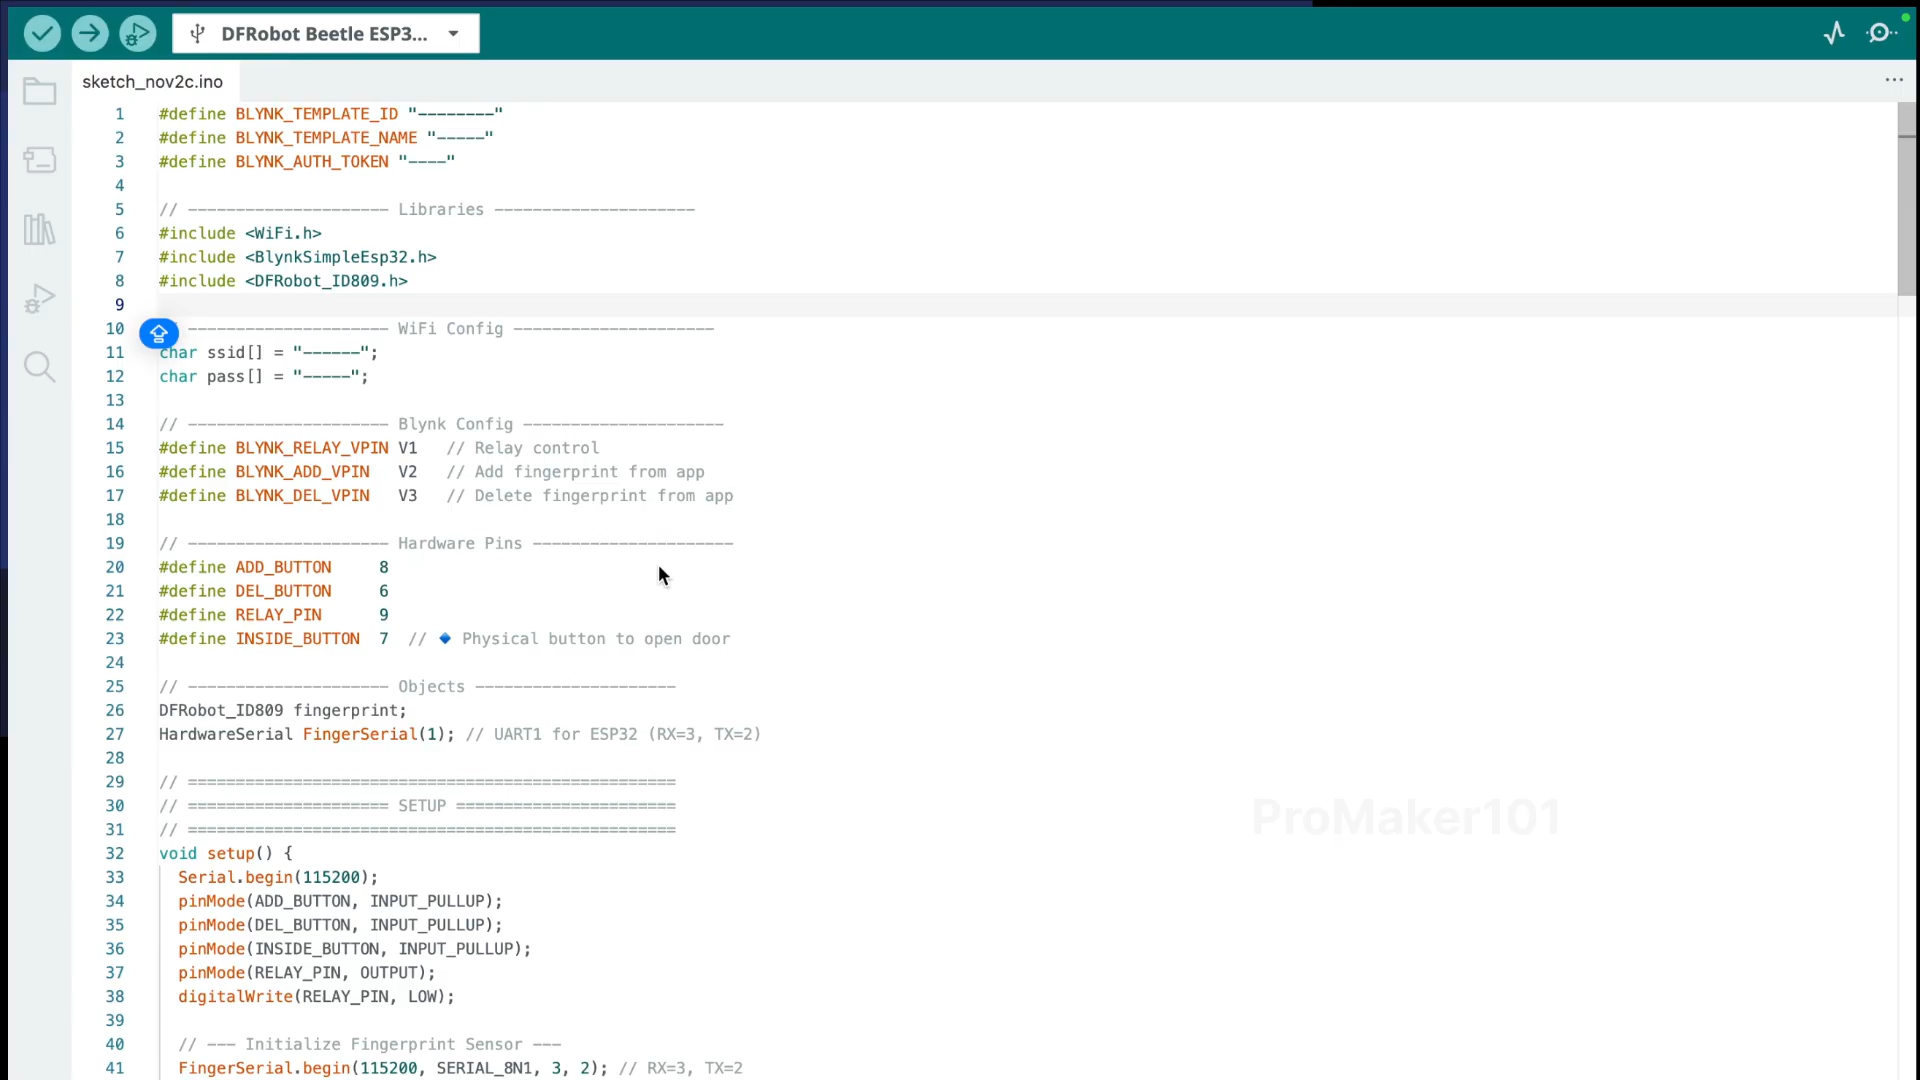 DFRobot Beetle ESP3...
sketch_nov2c.ino
1 #define BLYNK_TEMPLATE_ID "--------"
2 #define BLYNK_TEMPLATE_NAME "-----"
3 #define BLYNK_AUTH_TOKEN "----"
4
5 // --------------------- Libraries ---------------------
6 #include <WiFi.h>
7 #include <BlynkSimpleEsp32.h>
8 #include <DFRobot_ID809.h>
9
10 --------------------- WiFi Config ---------------------
11 char ssid[] = "------";
12 char pass[] = "-----";
13
14 // --------------------- Blynk Config ---------------------
15 #define BLYNK_RELAY_VPIN V1 // Relay control
16 #define BLYNK_ADD_VPIN V2 // Add fingerprint from app
17 #define BLYNK_DEL_VPIN V3 // Delete fingerprint from app
18
19 // --------------------- Hardware Pins ---------------------
20 #define ADD_BUTTON 8
21 #define DEL_BUTTON 6
22 #define RELAY_PIN 9
23 #define INSIDE_BUTTON 7 // 🔹 Physical button to open door
24
25 // --------------------- Objects ---------------------
26 DFRobot_ID809 fingerprint;
27 HardwareSerial FingerSerial(1); // UART1 for ESP32 (RX=3, TX=2)
28
29 // ===================================================
30 // ===================== SETUP =======================
31 // ===================================================
32 void setup() {
33 Serial.begin(115200);
34 pinMode(ADD_BUTTON, INPUT_PULLUP);
35 pinMode(DEL_BUTTON, INPUT_PULLUP);
36 pinMode(INSIDE_BUTTON, INPUT_PULLUP);
37 pinMode(RELAY_PIN, OUTPUT);
38 digitalWrite(RELAY_PIN, LOW);
39
40 // --- Initialize Fingerprint Sensor ---
41 FingerSerial.begin(115200, SERIAL_8N1, 3, 2); // RX=3, TX=2
ProMaker101